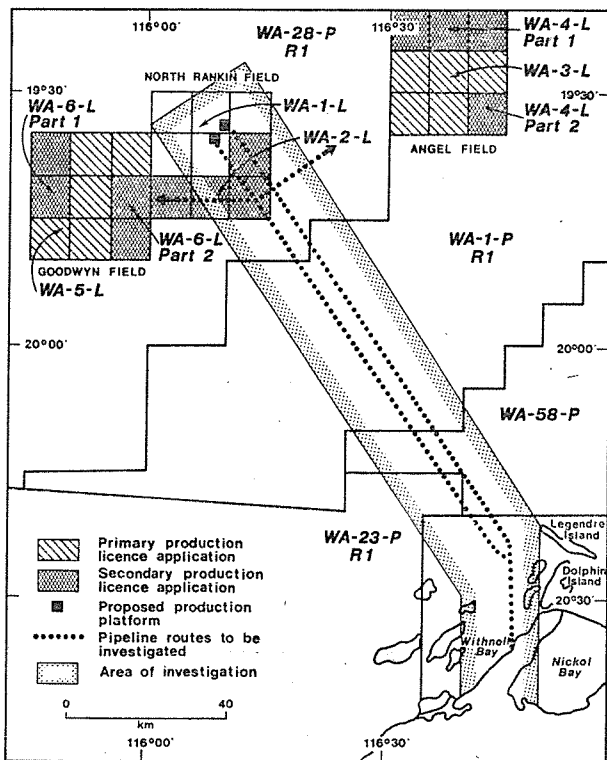 116°00'
116°30'
WA-28-P
R1
WA-4-L
Part 1
19°30'
19°30'
NORTH RANKIN FIELD
WA-1-L
WA-3-L
WA-6-L
Part 1
WA-2-L
WA-4-L
Part 2
ANGEL FIELD
WA-6-L
Part 2
WA-1-P
R1
GOODWYN FIELD
WA-5-L
20°00'
20°00'
WA-58-P
WA-23-P
R1
Legendre
Island
Dolphin
Island
20°30'
Withnell
Bay
Nickol
Bay
Primary production
licence application
Secondary production
licence application
Proposed production
platform
Pipeline routes to be
investigated
Area of investigation
0 40
km
116°00'
116°30'